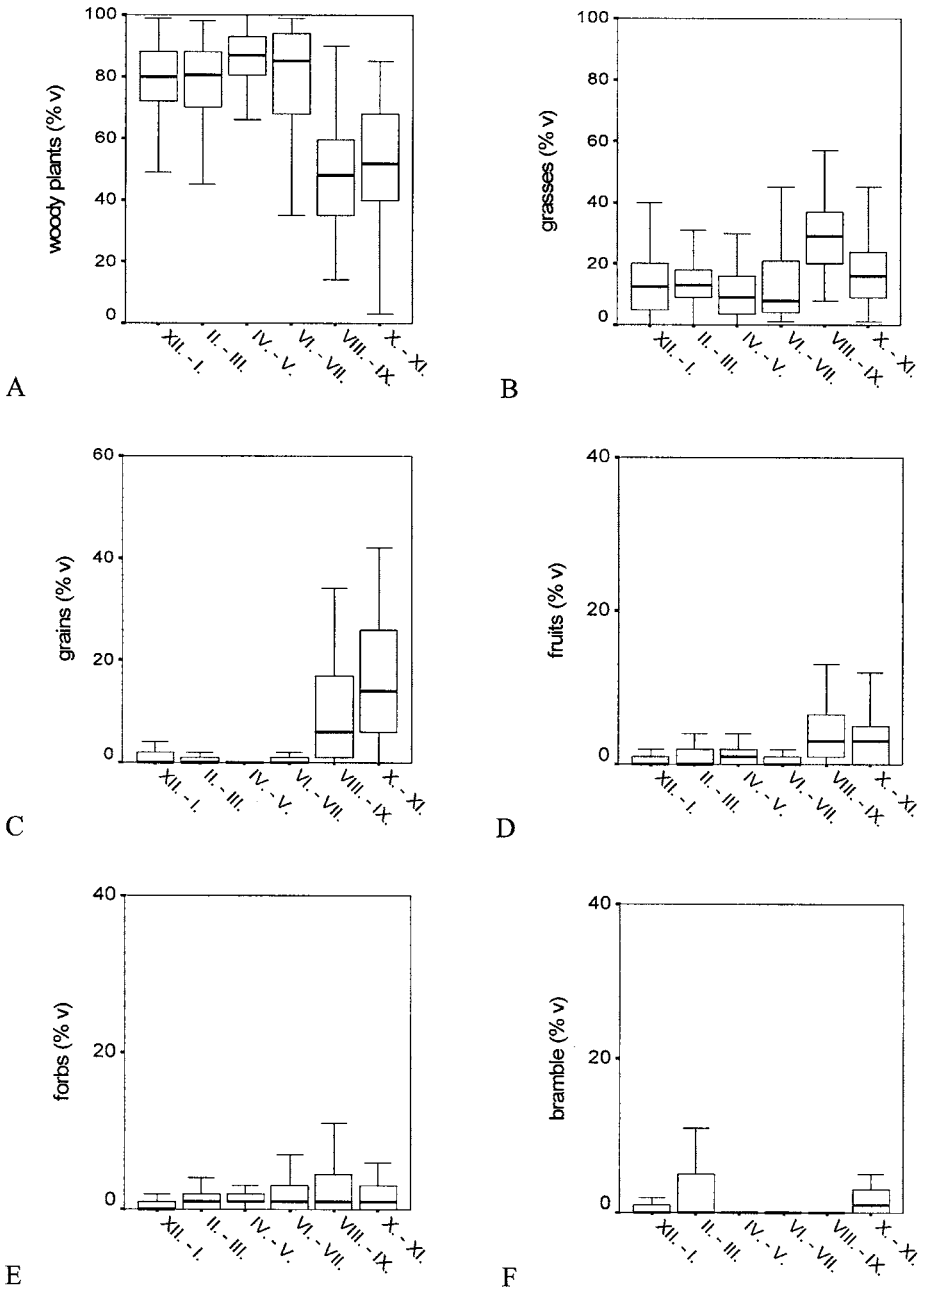 100
80
60
40
20
0
woody plants (% v)
XII. - I.
II. - III.
IV. - V.
VI. - VII.
VIII. - IX.
X. - XI.
A
100
80
60
40
20
0
grasses (% v)
XII. - I.
II. - III.
IV. - V.
VI. - VII.
VIII. - IX.
X. - XI.
B
60
40
20
0
grains (% v)
XII. - I.
II. - III.
IV. - V.
VI. - VII.
VIII. - IX.
X. - XI.
C
40
20
0
fruits (% v)
XII. - I.
II. - III.
IV. - V.
VI. - VII.
VIII. - IX.
X. - XI.
D
40
20
0
forbs (% v)
XII. - I.
II. - III.
IV. - V.
VI. - VII.
VIII. - IX.
X. - XI.
E
40
20
0
bramble (% v)
XII. - I.
II. - III.
IV. - V.
VI. - VII.
VIII. - IX.
X. - XI.
F